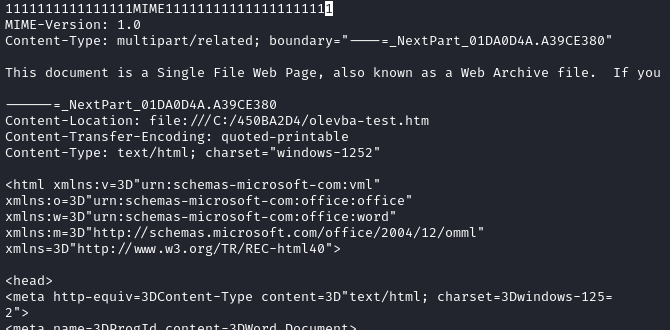 11111111111111111MIME111111111111111111111
MIME-Version: 1.0
Content-Type: multipart/related; boundary="----=_NextPart_01DA0D4A.A39CE380"

This document is a Single File Web Page, also known as a Web Archive file.  If you

------=_NextPart_01DA0D4A.A39CE380
Content-Location: file:///C:/450BA2D4/olevba-test.htm
Content-Transfer-Encoding: quoted-printable
Content-Type: text/html; charset="windows-1252"

<html xmlns:v=3D"urn:schemas-microsoft-com:vml"
xmlns:o=3D"urn:schemas-microsoft-com:office:office"
xmlns:w=3D"urn:schemas-microsoft-com:office:word"
xmlns:m=3D"http://schemas.microsoft.com/office/2004/12/omml"
xmlns=3D"http://www.w3.org/TR/REC-html40">

<head>
<meta http-equiv=3DContent-Type content=3D"text/html; charset=3Dwindows-125=
2">
<meta name=3DProgId content=3DWord.Document>